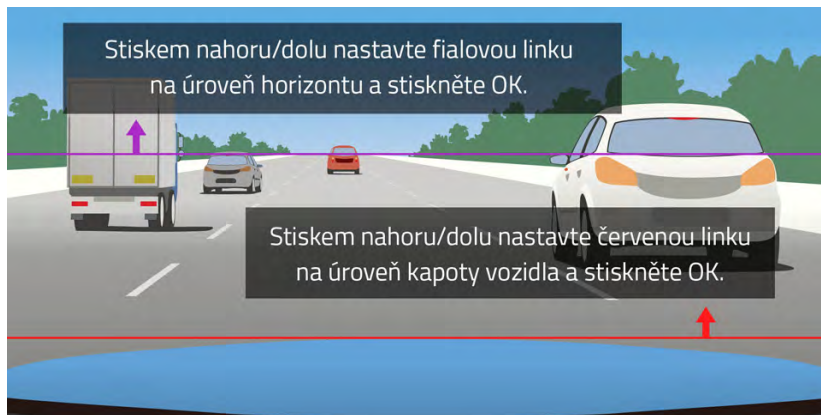 Stiskem nahoru/dolu nastavte fialovou linku
na úroveň horizontu a stiskněte OK.
Stiskem nahoru/dolu nastavte červenou linku
na úroveň kapoty vozidla a stiskněte OK.